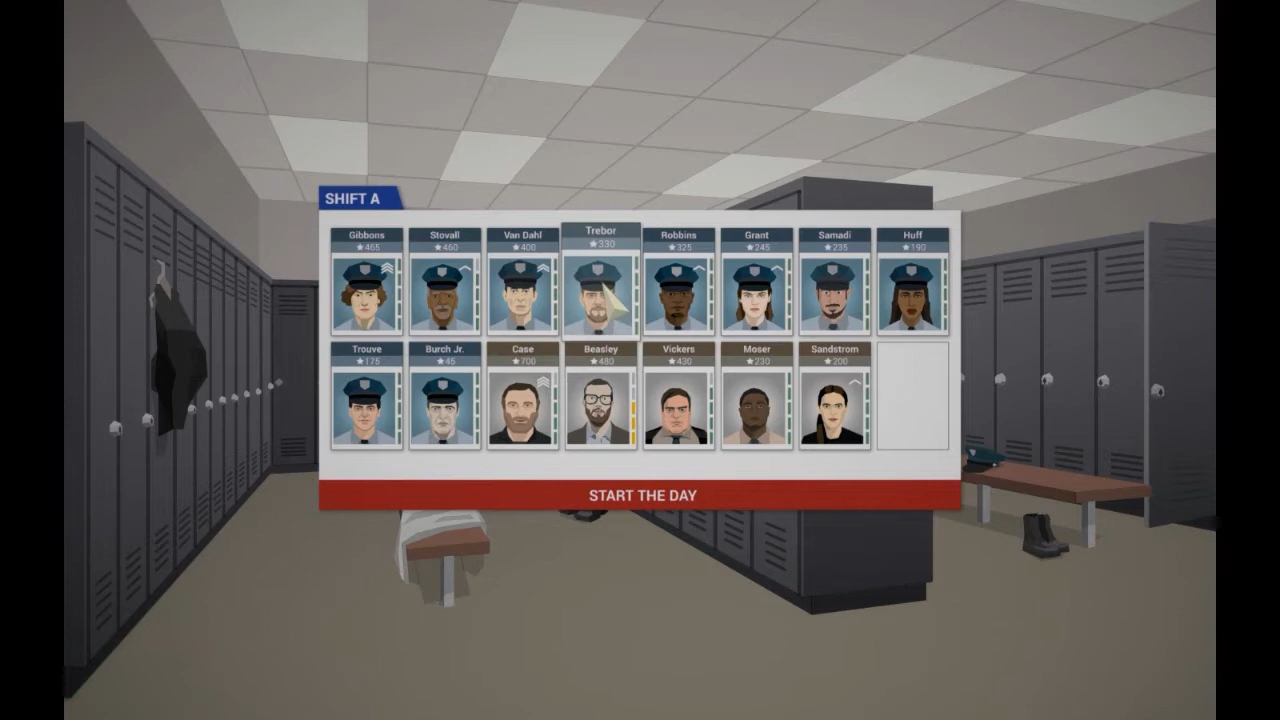 SHIFT A
Gibbons Stovall Van Dahl Trebor Robbins Grant Samadi Huff
★465 ★460 ★400 ★330 ★325 ★245 ★235 ★190
Trouve Burch Jr. Case Beasley Vickers Moser Sandstrom
★175 ★45 ★700 ★480 ★430 ★230 ★200
START THE DAY